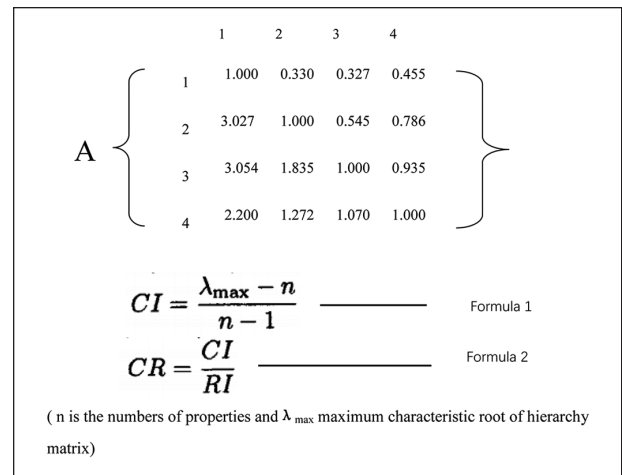 1 2 3 4
1 1.000 0.330 0.327 0.455
2 3.027 1.000 0.545 0.786
A
3 3.054 1.835 1.000 0.935
4 2.200 1.272 1.070 1.000
CI = (λmax − n) / (n − 1) Formula 1
CR = CI / RI Formula 2
( n is the numbers of properties and λ max maximum characteristic root of hierarchy
matrix)